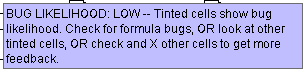 BUG LIKELIHOOD: LOW -- Tinted cells show bug
likelihood. Check for formula bugs, OR look at other
tinted cells, OR check and X other cells to get more
feedback.